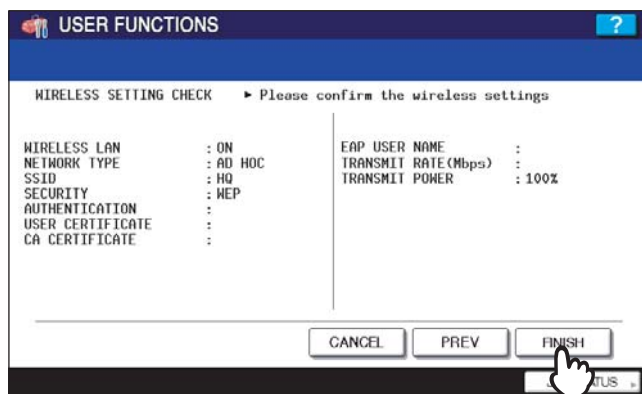 USER FUNCTIONS
?
WIRELESS SETTING CHECK ► Please confirm the wireless settings
WIRELESS LAN : ON
NETWORK TYPE : AD HOC
SSID : HQ
SECURITY : WEP
AUTHENTICATION :
USER CERTIFICATE :
CA CERTIFICATE :
EAP USER NAME :
TRANSMIT RATE(Mbps) :
TRANSMIT POWER : 100%
CANCEL PREV FINISH